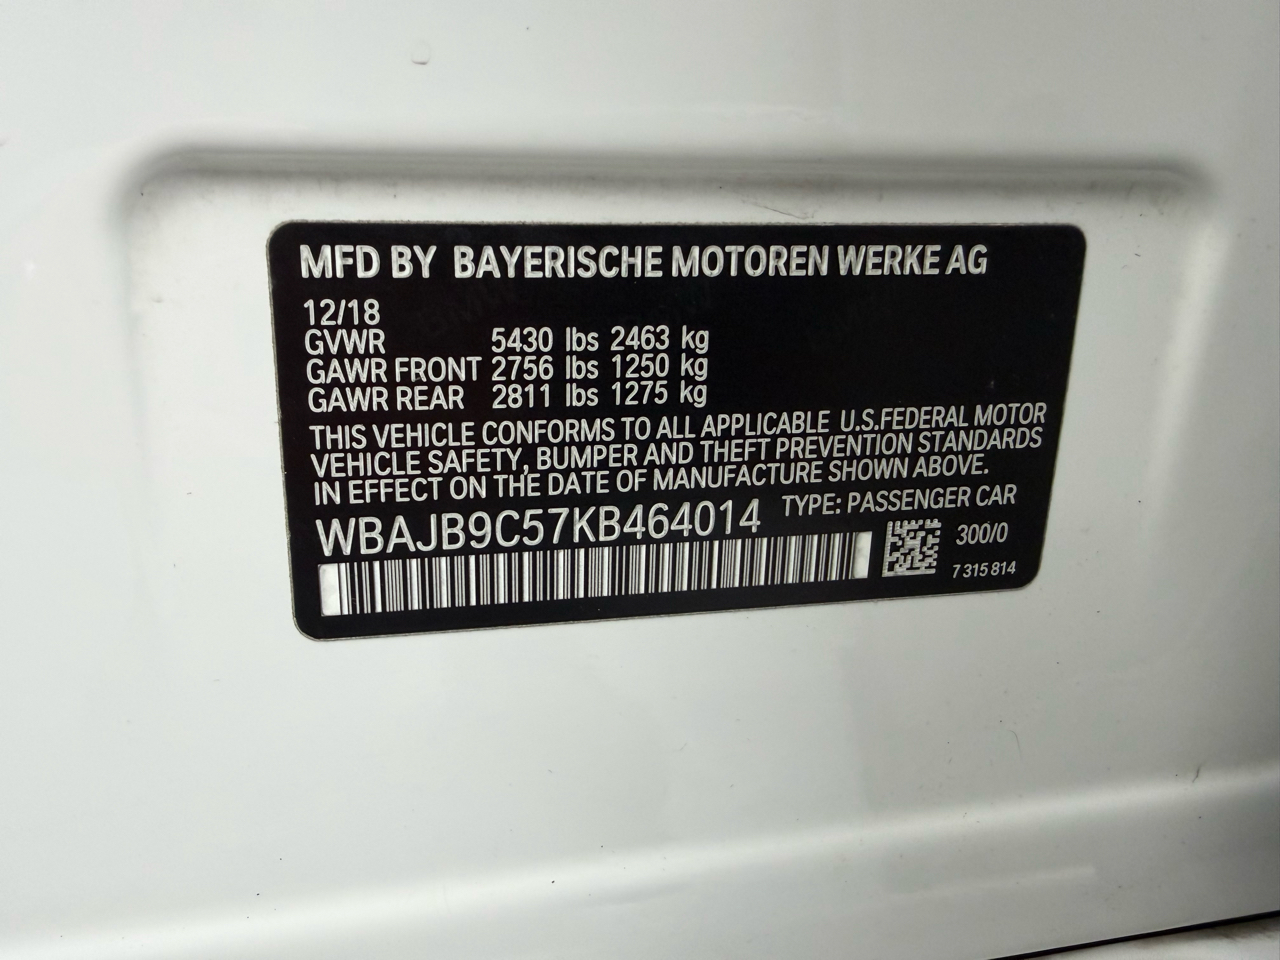 MFD BY BAYERISCHE MOTOREN WERKE AG
12/18
GVWR 5430 lbs 2463 kg
GAWR FRONT 2756 lbs 1250 kg
GAWR REAR 2811 lbs 1275 kg
THIS VEHICLE CONFORMS TO ALL APPLICABLE U.S.FEDERAL MOTOR
VEHICLE SAFETY, BUMPER AND THEFT PREVENTION STANDARDS
IN EFFECT ON THE DATE OF MANUFACTURE SHOWN ABOVE.
WBAJB9C57KB464014 TYPE: PASSENGER CAR
300/0
7 315 814